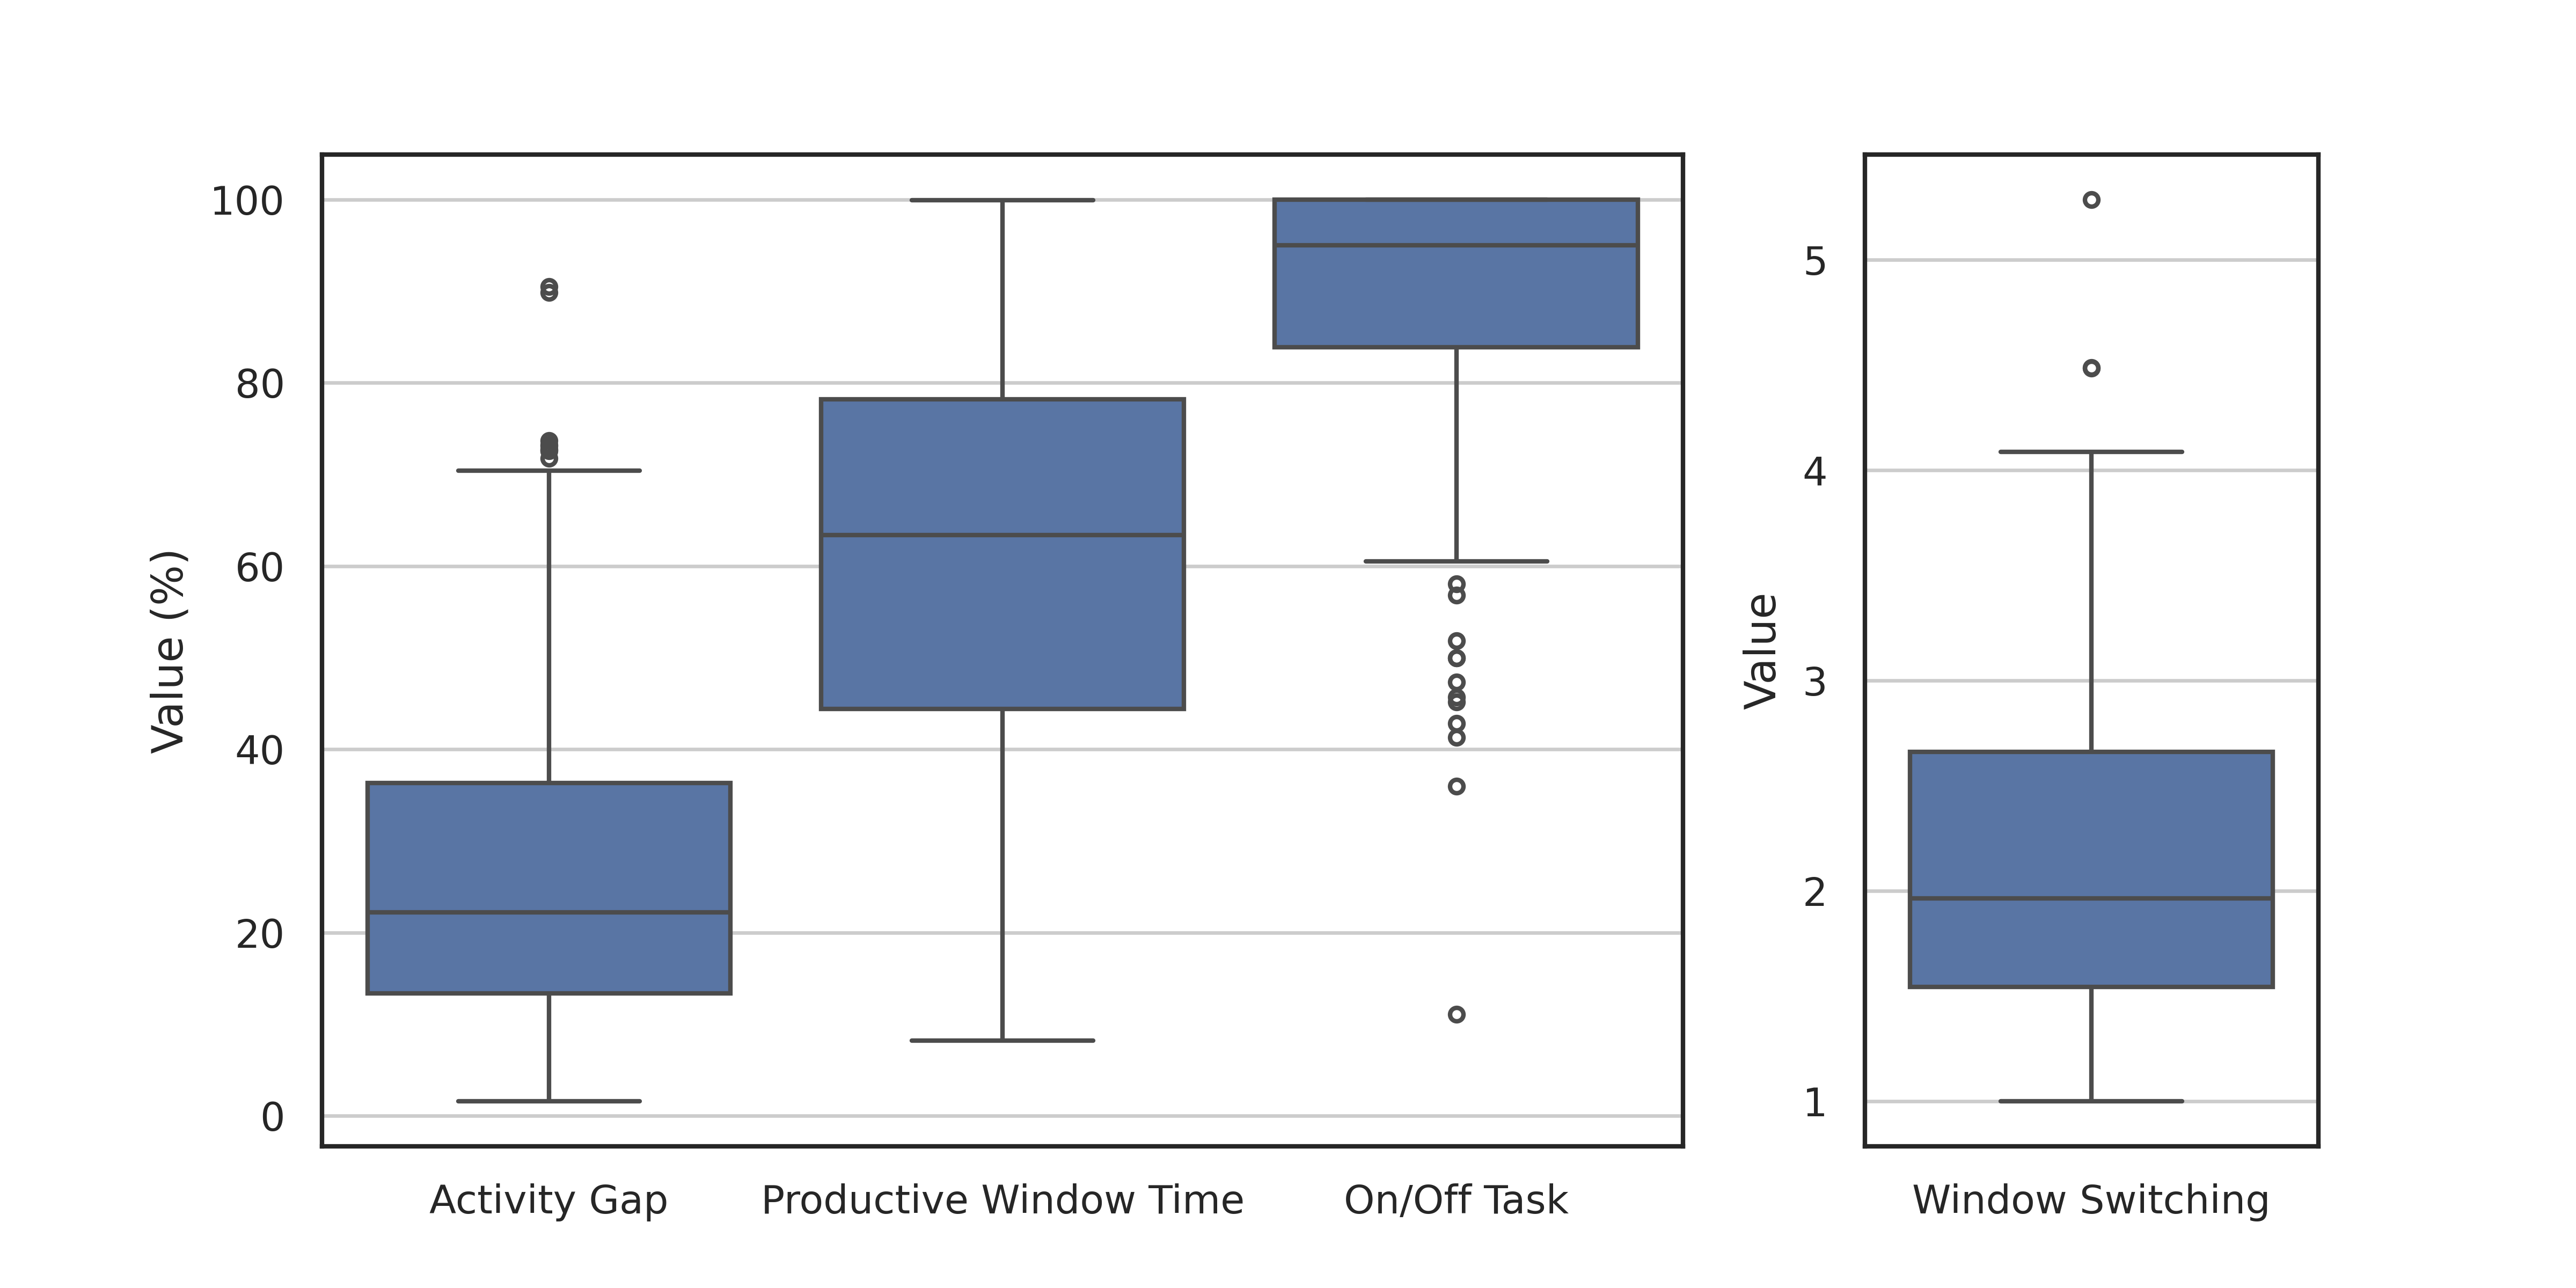 Value (%)
100
80
60
40
20
0
Activity Gap
Productive Window Time
On/Off Task
Value
5
4
3
2
1
Window Switching